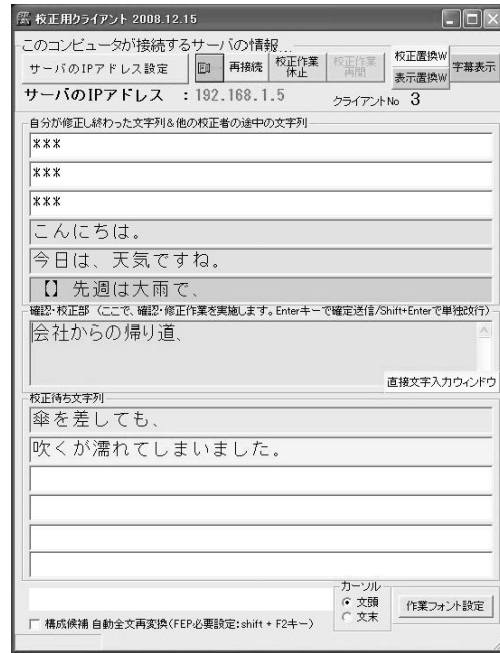 校正用クライアント 2008.12.15
このコンピュータが接続するサーバの情報...
サーバのIPアドレス設定 再接続 校正作業休止 校正作業再開 校正置換W 表示置換W 字幕表示
サーバのIPアドレス : 192.168.1.5 クライアントNo 3
自分が修正し終わった文字列&他の校正者の途中の文字列
***
***
***
こんにちは。
今日は、天気ですね。
【】 先週は大雨で、
確認・校正部 (ここで、確認・修正作業を実施します。Enterキーで確定送信/Shift+Enterで単独改行)
会社からの帰り道、
直接文字入力ウィンドウ
校正待ち文字列
傘を差しても、
吹くが濡れてしまいました。
カーソル
文頭
文末
作業フォント設定
構成候補 自動全文再変換(FEP必要設定:shift + F2キー)